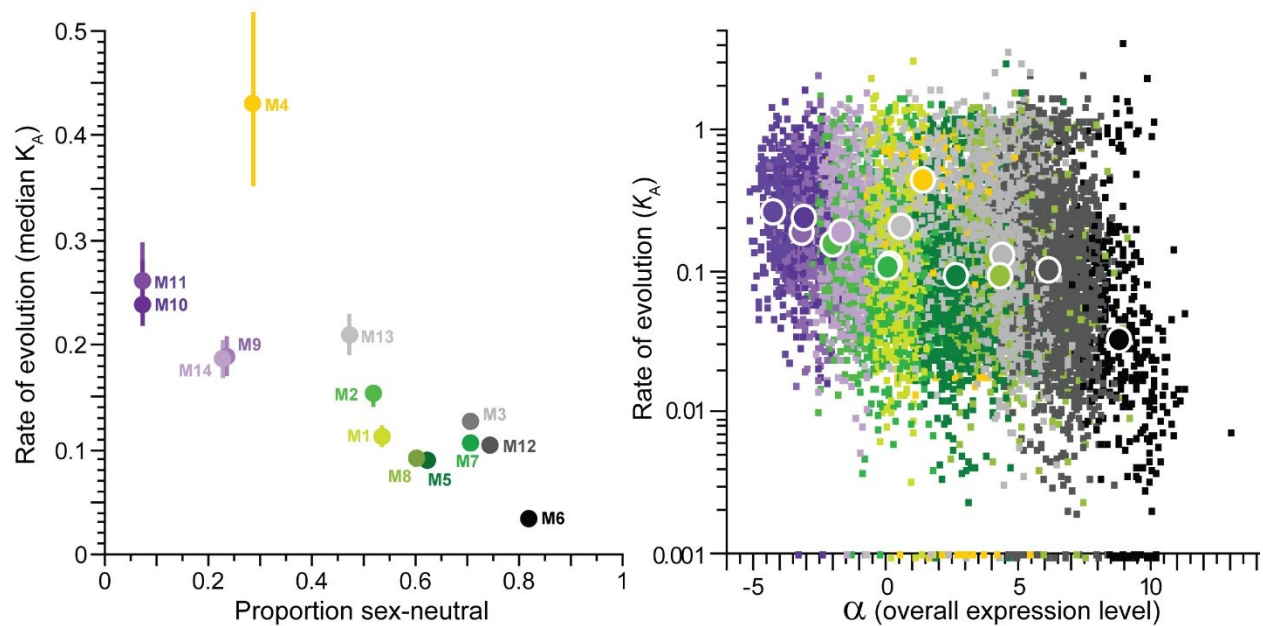 Rate of evolution (median KA)
0.5
0.4
0.3
0.2
0.1
0
M4
M11
M10
M9
M14
M13
M2
M1
M3
M7
M12
M8
M5
M6
0 0.2 0.4 0.6 0.8 1
Proportion sex-neutral
Rate of evolution (KA)
1
0.1
0.01
0.001
-5 0 5 10
α (overall expression level)